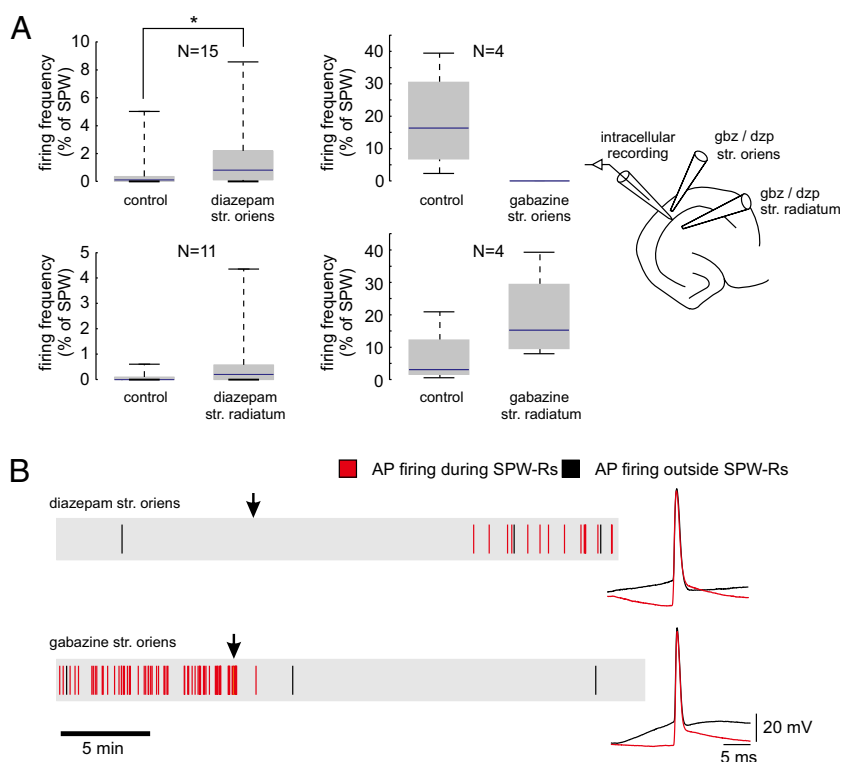 A
*
firing frequency
(% of SPW)
10
8
6
4
2
0
N=15
control
diazepam
str. oriens
firing frequency
(% of SPW)
40
30
20
10
0
N=4
control
gabazine
str. oriens
intracellular
recording
gbz / dzp
str. oriens
gbz / dzp
str. radiatum
firing frequency
(% of SPW)
5
4
3
2
1
0
N=11
control
diazepam
str. radiatum
firing frequency
(% of SPW)
40
30
20
10
0
N=4
control
gabazine
str. radiatum
B
AP firing during SPW-Rs
AP firing outside SPW-Rs
diazepam str. oriens
gabazine str. oriens
5 min
20 mV
5 ms